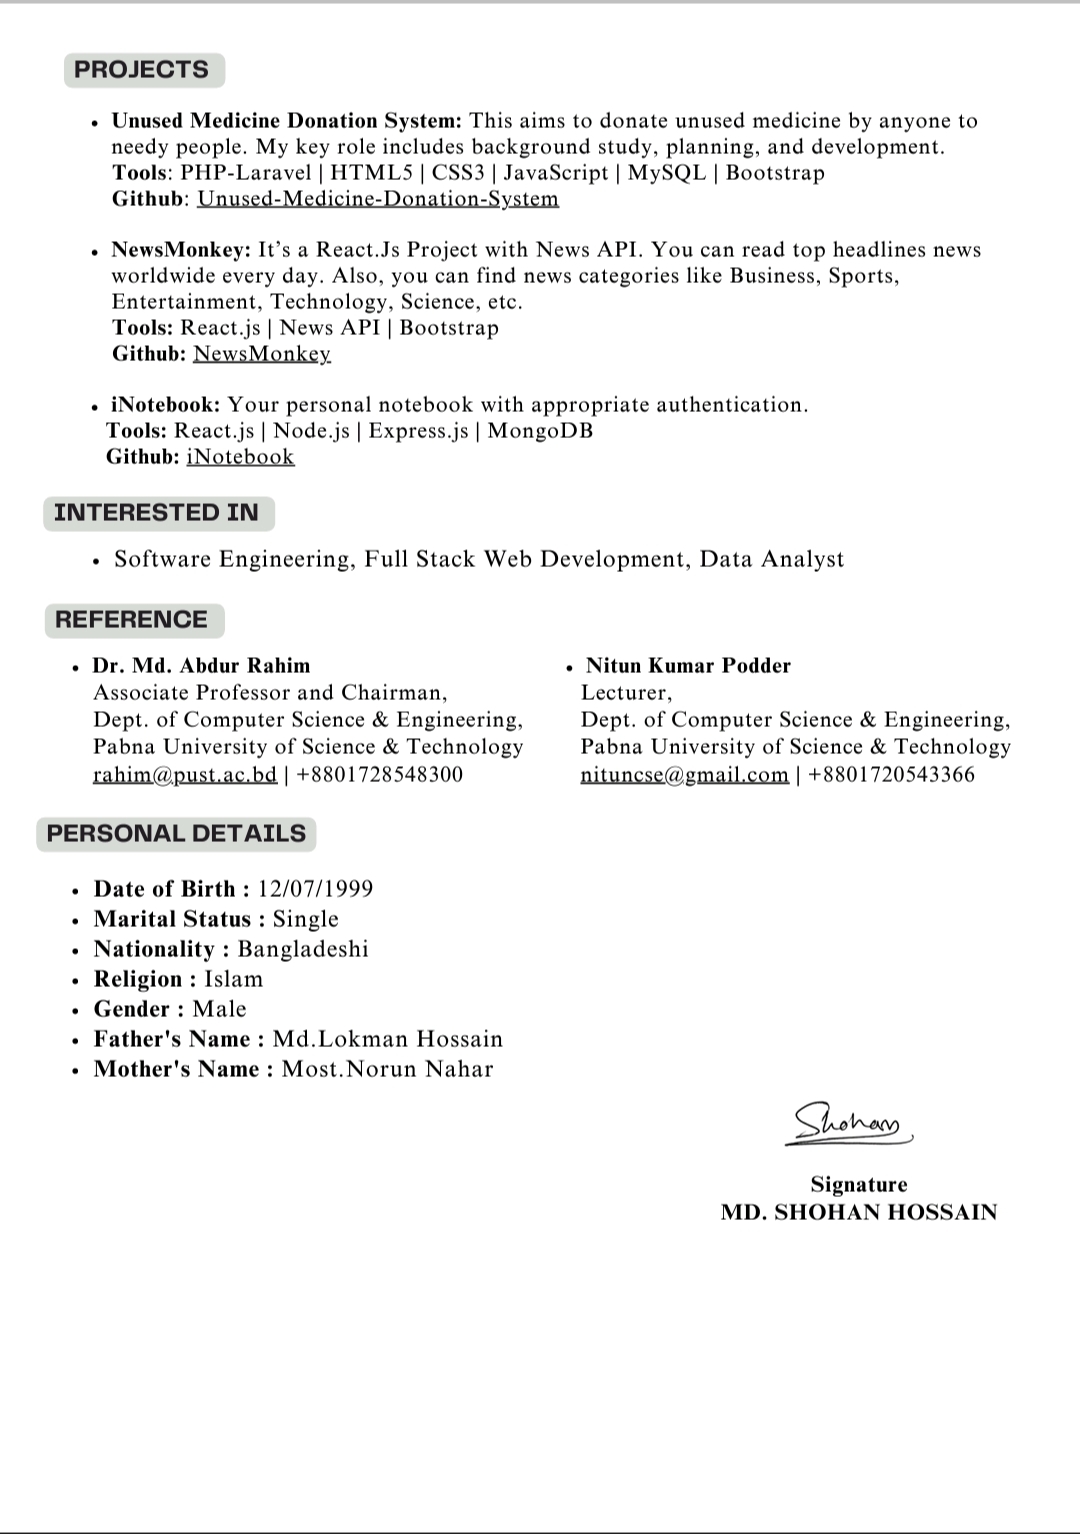 PROJECTS
• Unused Medicine Donation System: This aims to donate unused medicine by anyone to
needy people. My key role includes background study, planning, and development.
Tools: PHP-Laravel | HTML5 | CSS3 | JavaScript | MySQL | Bootstrap
Github: Unused-Medicine-Donation-System
• NewsMonkey: It’s a React.Js Project with News API. You can read top headlines news
worldwide every day. Also, you can find news categories like Business, Sports,
Entertainment, Technology, Science, etc.
Tools: React.js | News API | Bootstrap
Github: NewsMonkey
• iNotebook: Your personal notebook with appropriate authentication.
Tools: React.js | Node.js | Express.js | MongoDB
Github: iNotebook
INTERESTED IN
• Software Engineering, Full Stack Web Development, Data Analyst
REFERENCE
• Dr. Md. Abdur Rahim
Associate Professor and Chairman,
Dept. of Computer Science & Engineering,
Pabna University of Science & Technology
rahim@pust.ac.bd | +8801728548300
• Nitun Kumar Podder
Lecturer,
Dept. of Computer Science & Engineering,
Pabna University of Science & Technology
nituncse@gmail.com | +8801720543366
PERSONAL DETAILS
• Date of Birth : 12/07/1999
• Marital Status : Single
• Nationality : Bangladeshi
• Religion : Islam
• Gender : Male
• Father's Name : Md.Lokman Hossain
• Mother's Name : Most.Norun Nahar
Shohan
Signature
MD. SHOHAN HOSSAIN